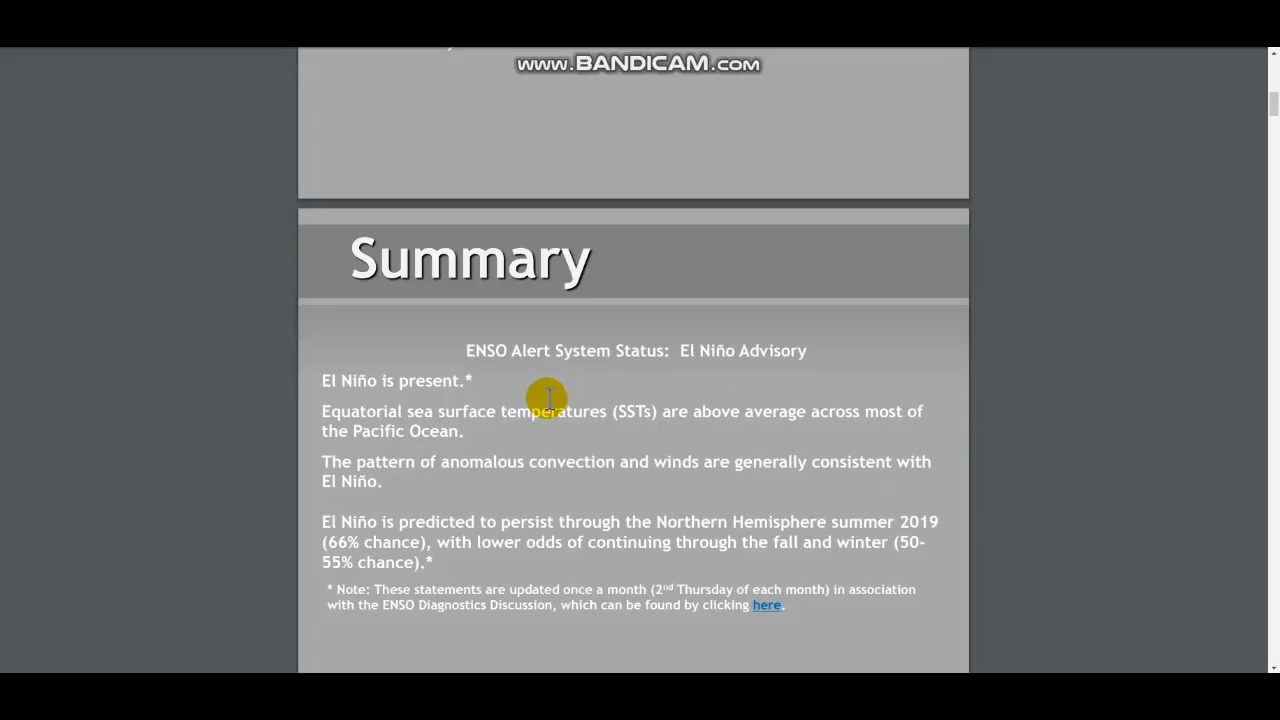 www.BANDICAM.com
Summary
ENSO Alert System Status: El Niño Advisory
El Niño is present.*
Equatorial sea surface temperatures (SSTs) are above average across most of
the Pacific Ocean.
The pattern of anomalous convection and winds are generally consistent with
El Niño.
El Niño is predicted to persist through the Northern Hemisphere summer 2019
(66% chance), with lower odds of continuing through the fall and winter (50-
55% chance).*
* Note: These statements are updated once a month (2nd Thursday of each month) in association
with the ENSO Diagnostics Discussion, which can be found by clicking here.